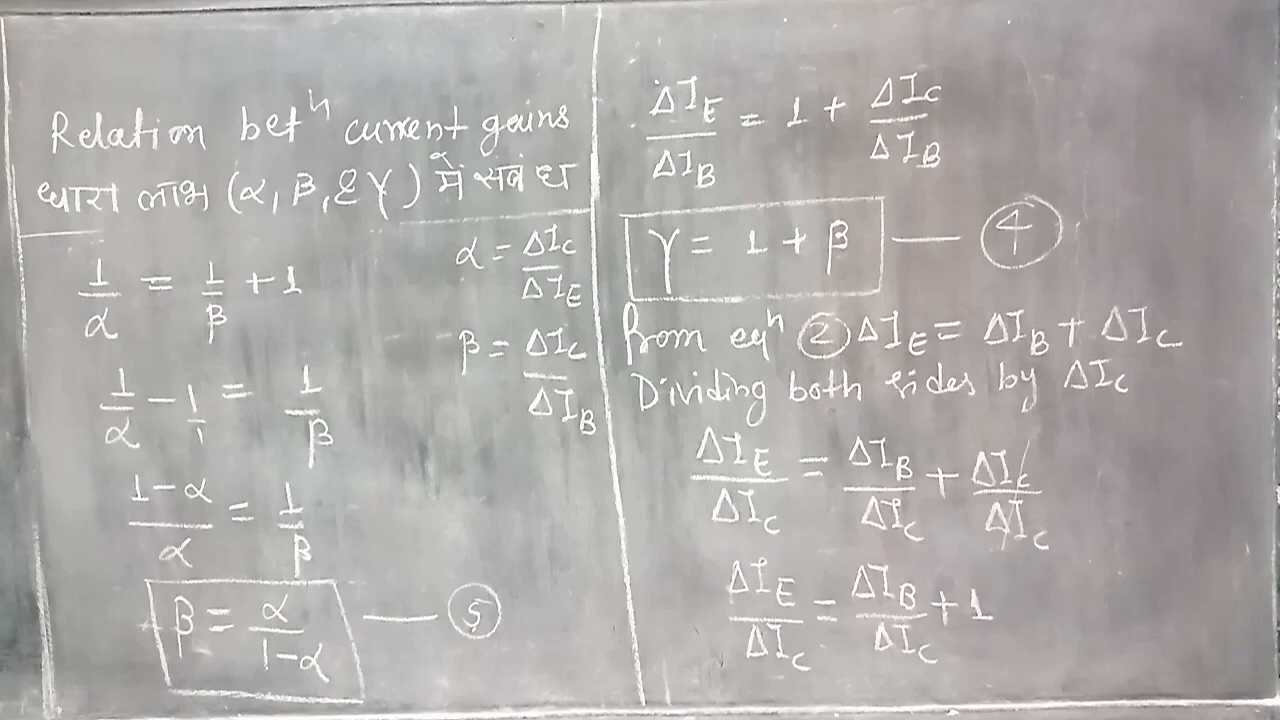 Relation betⁿ current gains
धारा लाभ (α, β, & γ) में संबंध
1/α = 1/β + 1
1/α - 1/1 = 1/β
1-α/α = 1/β
β = α/1-α —— ⑤
α = ΔIc/ΔIE
β = ΔIc/ΔIB
ΔIE/ΔIB = 1 + ΔIc/ΔIB
γ = 1 + β —— ④
From eqⁿ ② ΔIE = ΔIB + ΔIc
Dividing both sides by ΔIc
ΔIE/ΔIc = ΔIB/ΔIc + ΔIc/ΔIc
ΔIE/ΔIc = ΔIB/ΔIc + 1